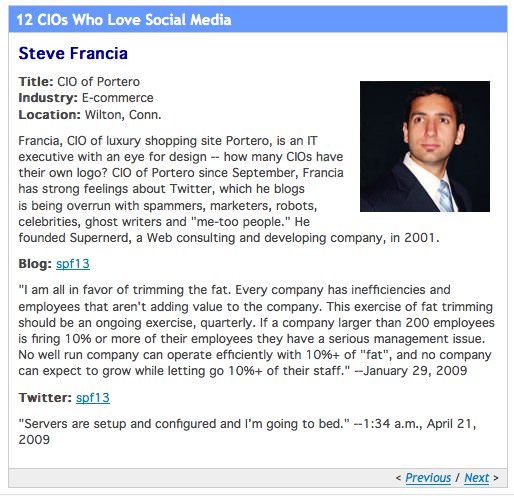 12 CIOs Who Love Social Media
Steve Francia
Title: CIO of Portero
Industry: E-commerce
Location: Wilton, Conn.
Francia, CIO of luxury shopping site Portero, is an IT
executive with an eye for design -- how many CIOs have
their own logo? CIO of Portero since September, Francia
has strong feelings about Twitter, which he blogs
is being overrun with spammers, marketers, robots,
celebrities, ghost writers and "me-too people." He
founded Supernerd, a Web consulting and developing company, in 2001.
Blog: spf13
"I am all in favor of trimming the fat. Every company has inefficiencies and
employees that aren't adding value to the company. This exercise of fat trimming
should be an ongoing exercise, quarterly. If a company larger than 200 employees
is firing 10% or more of their employees they have a serious management issue.
No well run company can operate efficiently with 10%+ of "fat", and no company
can expect to grow while letting go 10%+ of their staff." --January 29, 2009
Twitter: spf13
"Servers are setup and configured and I'm going to bed." --1:34 a.m., April 21,
2009
< Previous / Next >